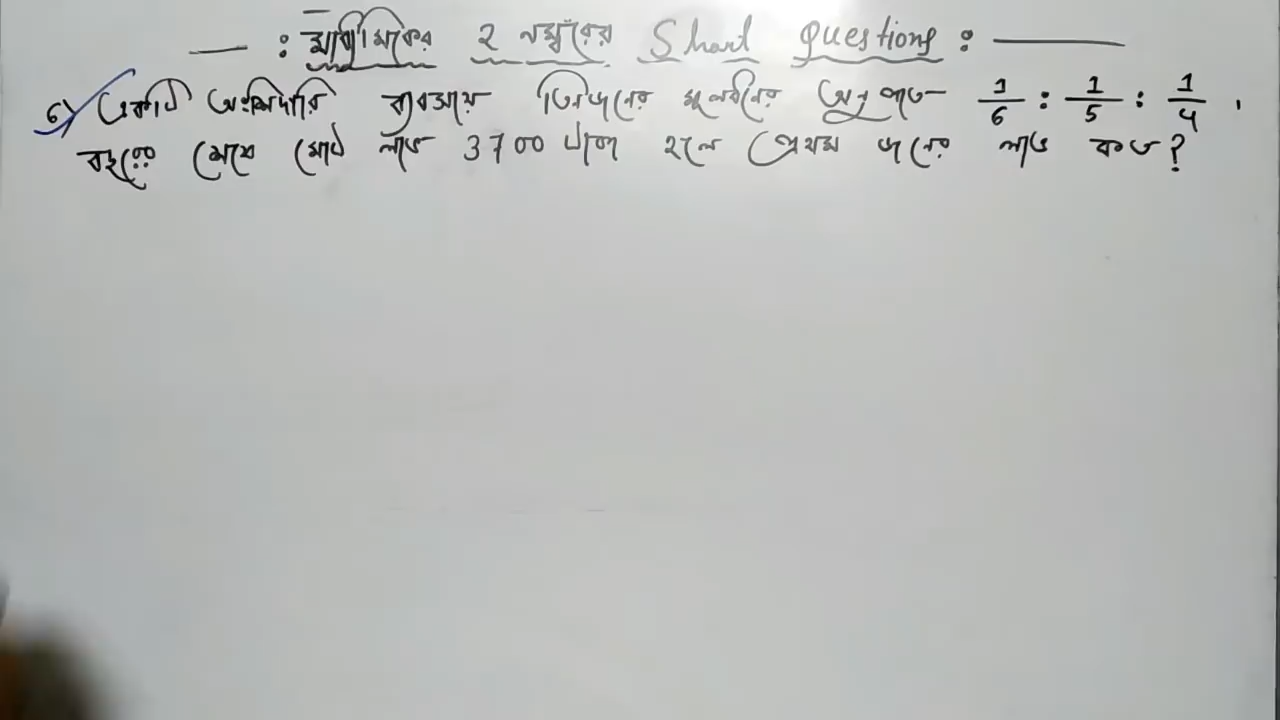 : মাধ্যমিকের 2 নম্বরের Short Questions :
৬) একটি অংশিদারি ব্যবসায়ে তিনজনের মূলধনের অনুপাত 1/6 : 1/5 : 1/4 ,
বছরের শেষে মোট লাভ 3700 টাকা হলে প্রথম জনের লাভ কত?